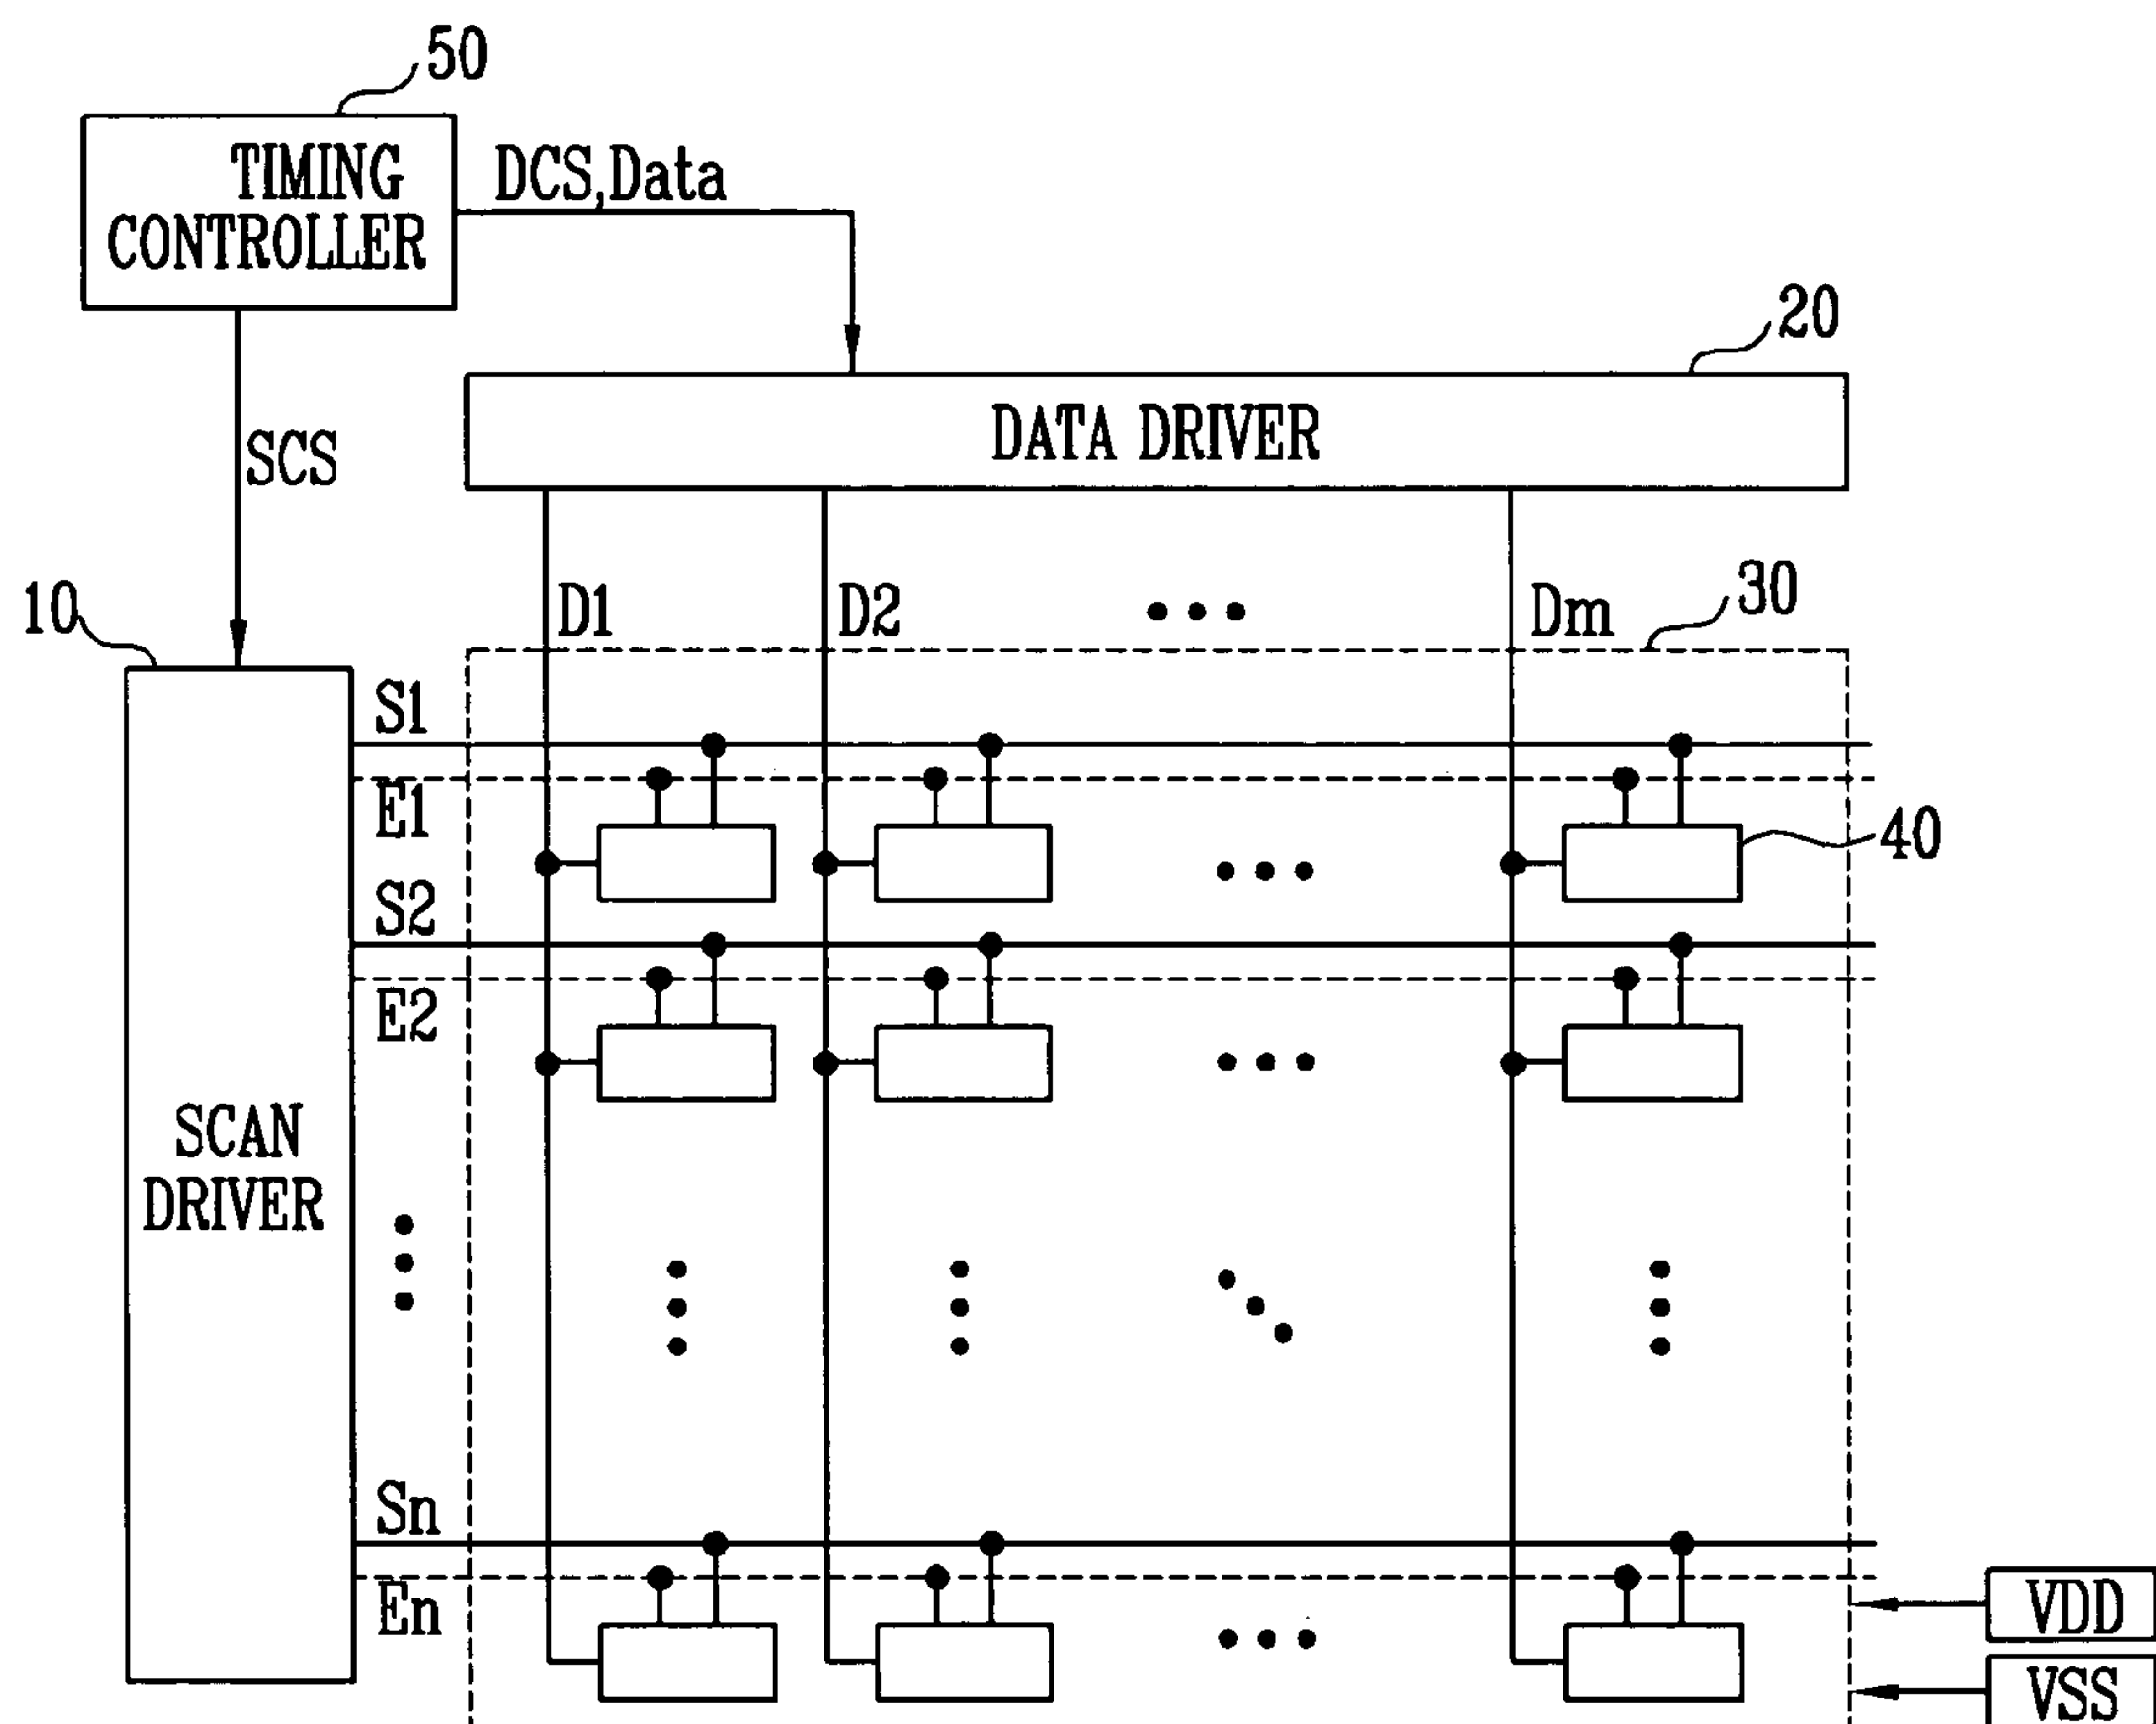 50
TIMING
CONTROLLER
DCS,Data
20
DATA DRIVER
SCS
10
D1
D2
Dm
30
S1
E1
40
S2
E2
SCAN
DRIVER
Sn
En
VDD
VSS